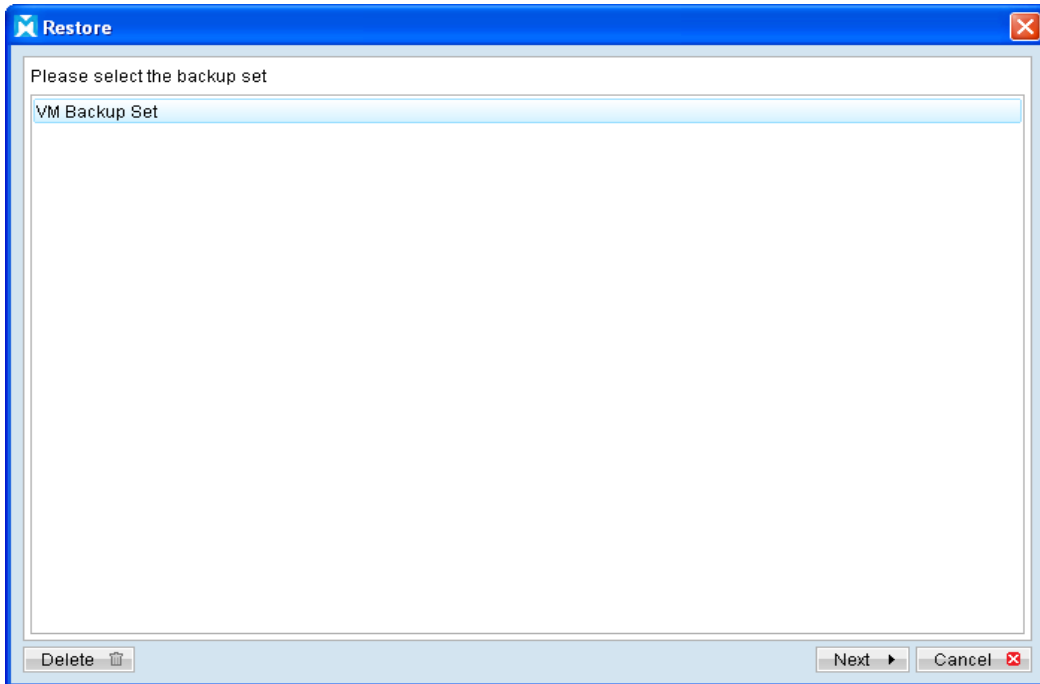 Restore
Please select the backup set
VM Backup Set
Delete
Next
Cancel